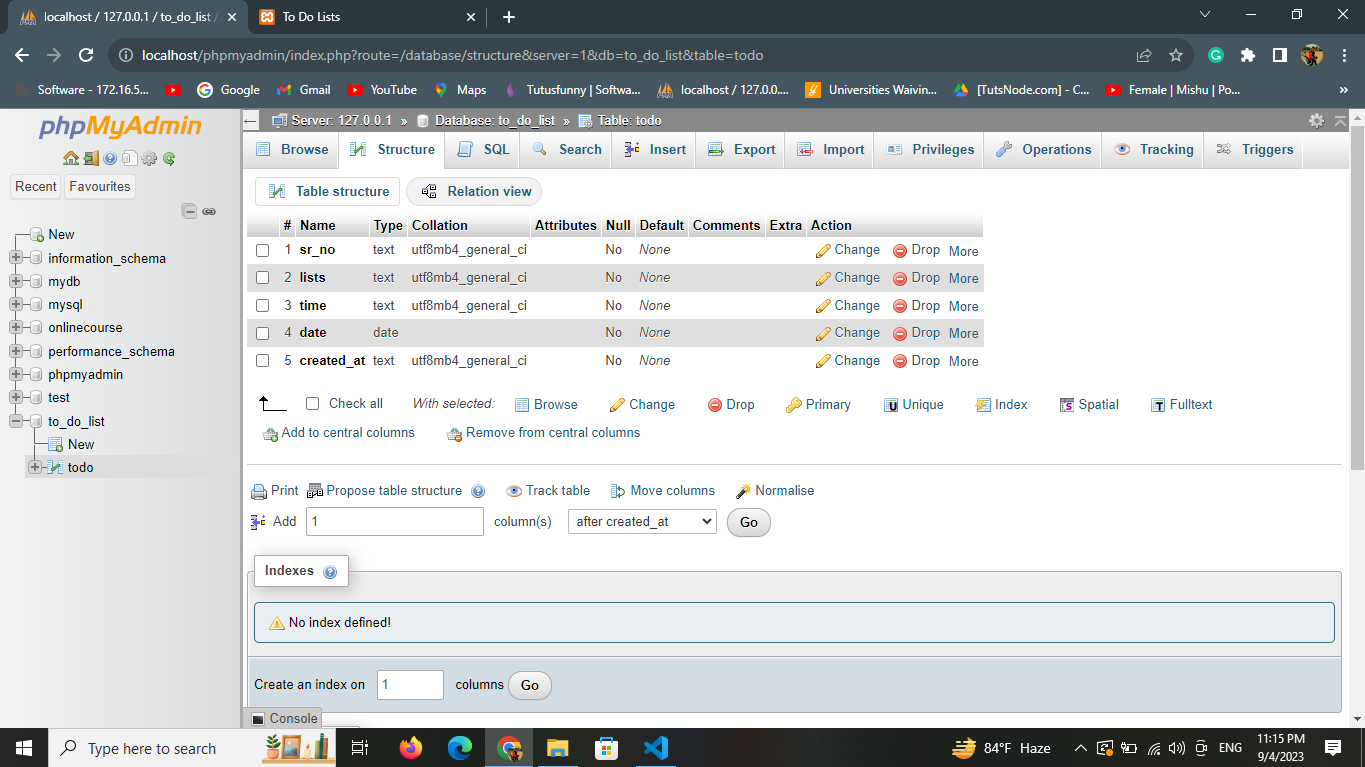 localhost / 127.0.0.1 / to_do_list /
To Do Lists
localhost/phpmyadmin/index.php?route=/database/structure&server=1&db=to_do_list&table=todo
Software - 172.16.5... Google Gmail YouTube Maps Tutusfunny | Softwa... localhost / 127.0.0... Universities Waivin... [TutsNode.com] - C... Female | Mishu | Po... »
phpMyAdmin
Recent Favourites
New
information_schema
mydb
mysql
onlinecourse
performance_schema
phpmyadmin
test
to_do_list
New
todo
Server: 127.0.0.1 » Database: to_do_list » Table: todo
Browse Structure SQL Search Insert Export Import Privileges Operations Tracking Triggers
Table structure Relation view
# Name Type Collation Attributes Null Default Comments Extra Action
1 sr_no text utf8mb4_general_ci No None Change Drop More
2 lists text utf8mb4_general_ci No None Change Drop More
3 time text utf8mb4_general_ci No None Change Drop More
4 date date No None Change Drop More
5 created_at text utf8mb4_general_ci No None Change Drop More
Check all With selected: Browse Change Drop Primary Unique Index Spatial Fulltext
Add to central columns Remove from central columns
Print Propose table structure Track table Move columns Normalise
Add 1 column(s) after created_at Go
Indexes
No index defined!
Create an index on 1 columns Go
Console
Type here to search
84°F Haze
ENG
11:15 PM
9/4/2023